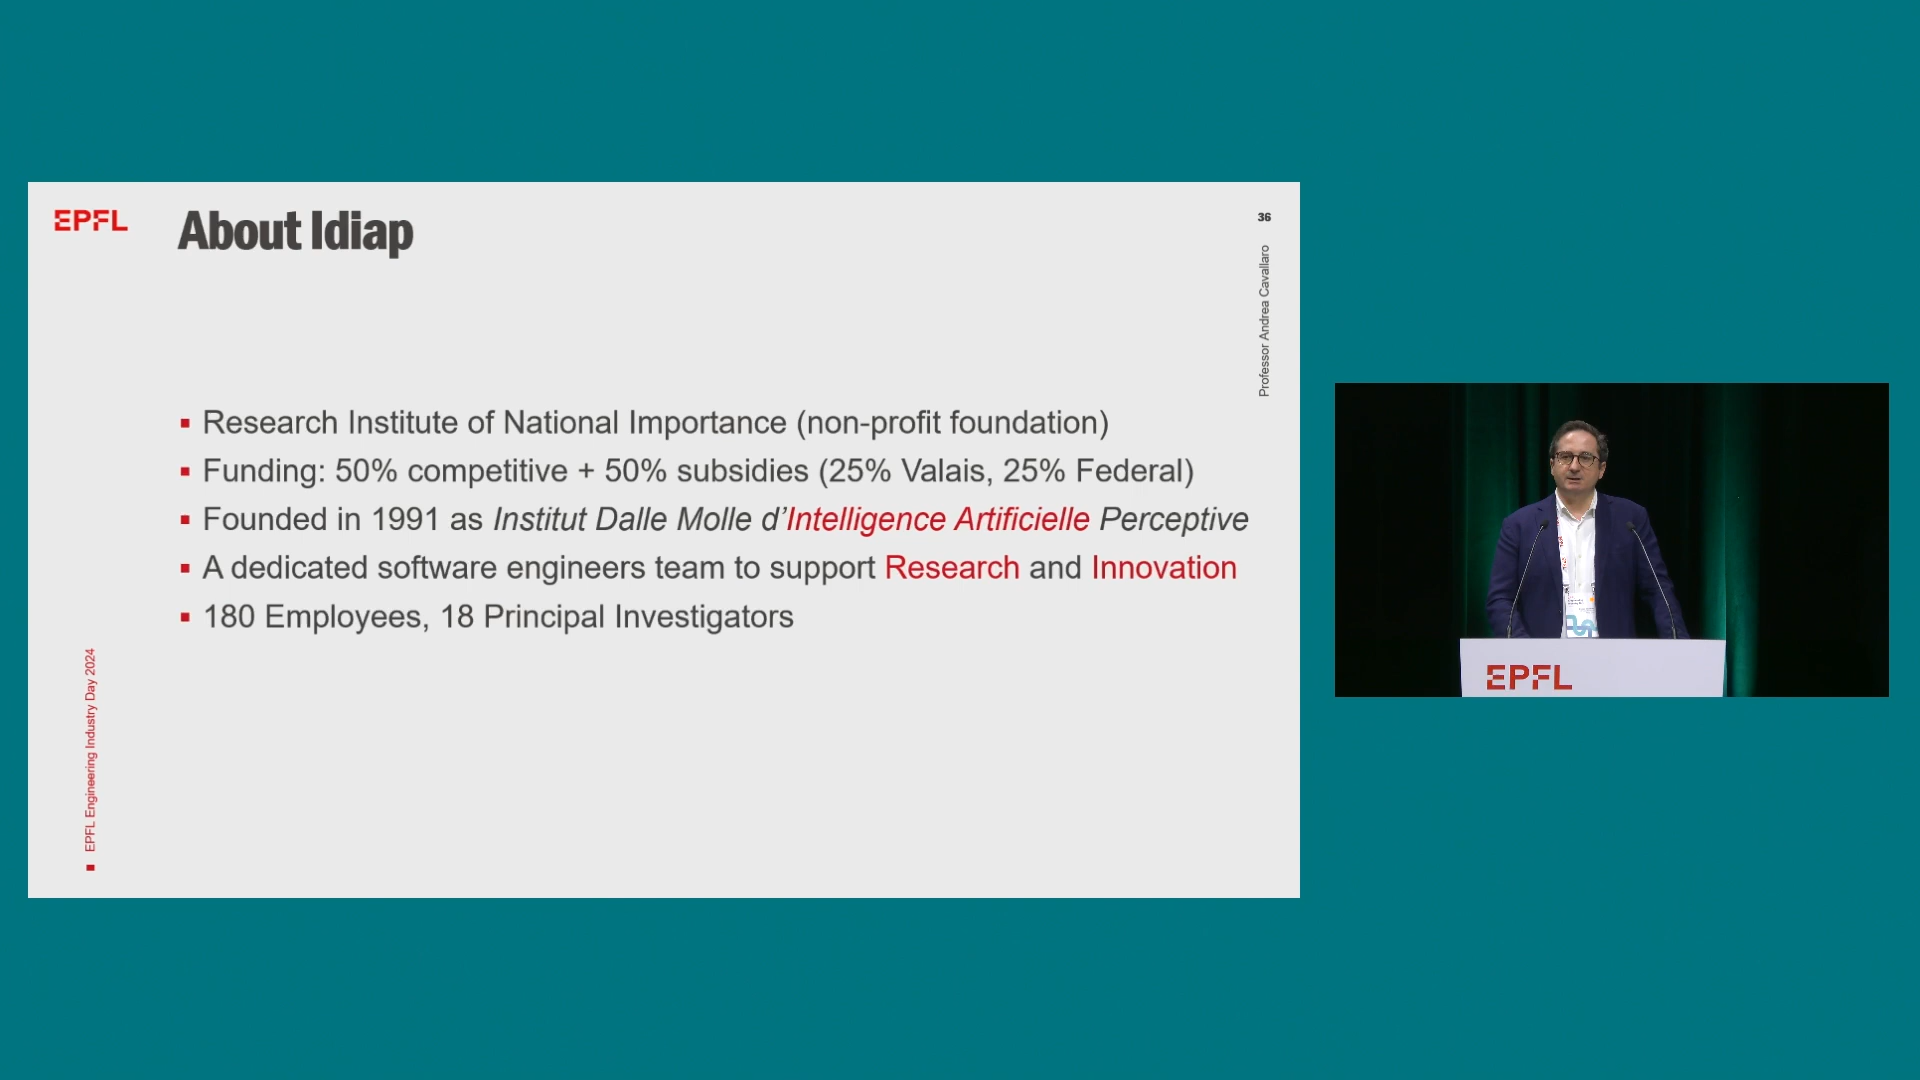 EPFL
About Idiap
36
Professor Andrea Cavallaro
Research Institute of National Importance (non-profit foundation)
Funding: 50% competitive + 50% subsidies (25% Valais, 25% Federal)
Founded in 1991 as Institut Dalle Molle d’Intelligence Artificielle Perceptive
A dedicated software engineers team to support Research and Innovation
180 Employees, 18 Principal Investigators
EPFL Engineering Industry Day 2024
EPFL